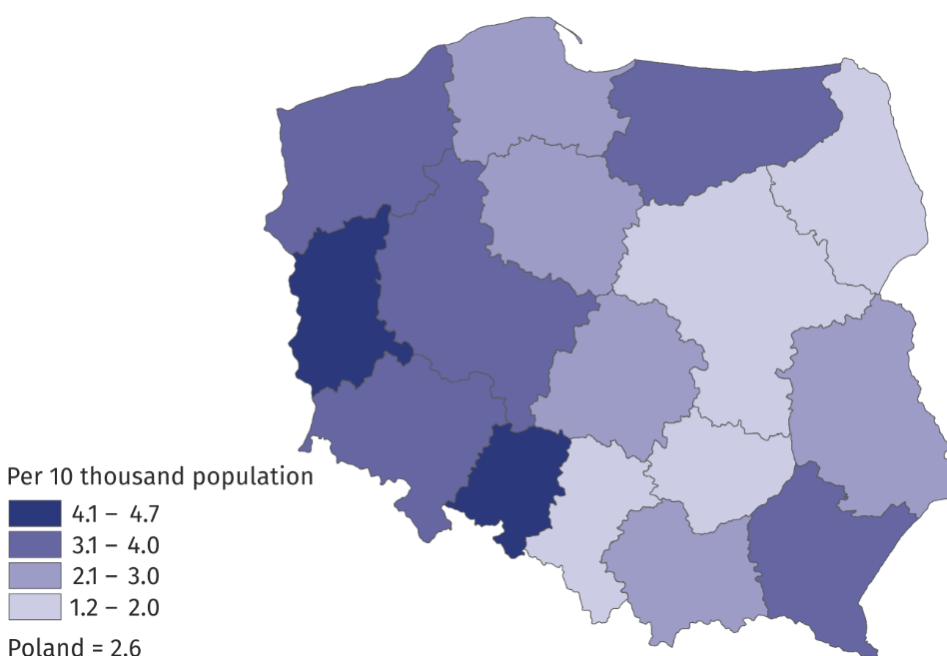 Per 10 thousand population
4.1 – 4.7
3.1 – 4.0
2.1 – 3.0
1.2 – 2.0
Poland = 2.6